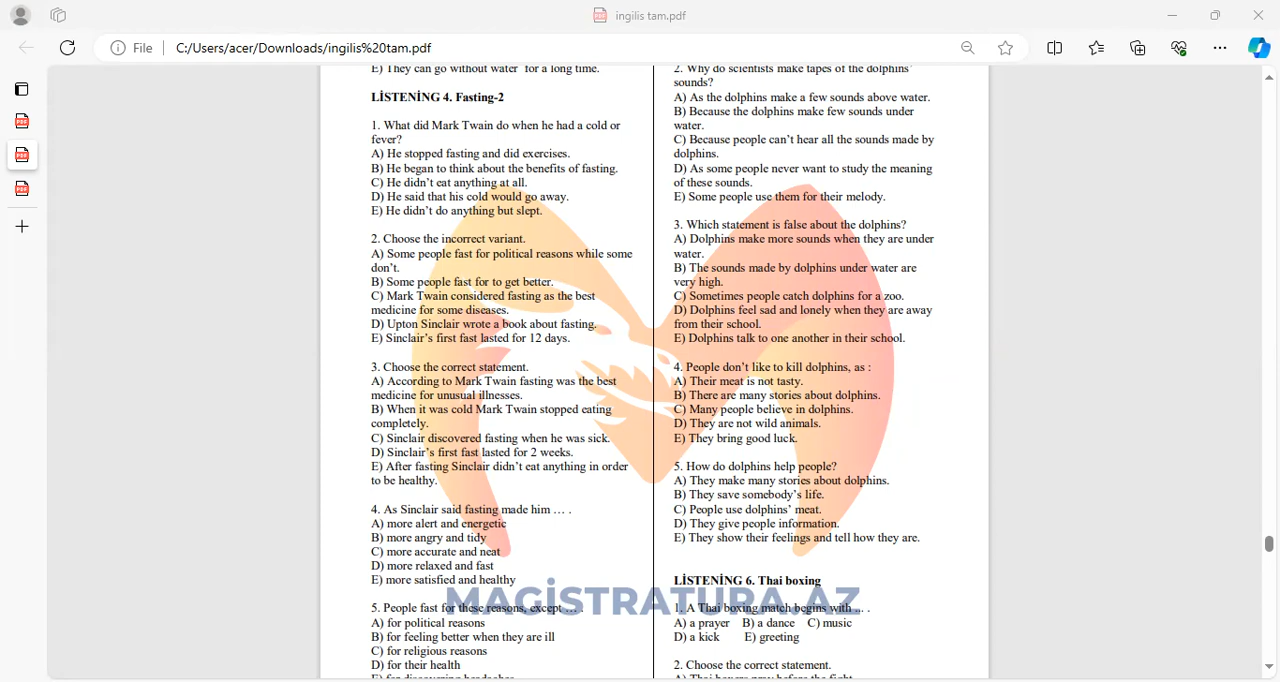 ingilis tam.pdf
File
C:/Users/acer/Downloads/ingilis%20tam.pdf
E) They can go without water for a long time.
LİSTENİNG 4. Fasting-2
1. What did Mark Twain do when he had a cold or
fever?
A) He stopped fasting and did exercises.
B) He began to think about the benefits of fasting.
C) He didn't eat anything at all.
D) He said that his cold would go away.
E) He didn't do anything but slept.
2. Choose the incorrect variant.
A) Some people fast for political reasons while some
don't.
B) Some people fast for to get better.
C) Mark Twain considered fasting as the best
medicine for some diseases.
D) Upton Sinclair wrote a book about fasting.
E) Sinclair's first fast lasted for 12 days.
3. Choose the correct statement.
A) According to Mark Twain fasting was the best
medicine for unusual illnesses.
B) When it was cold Mark Twain stopped eating
completely.
C) Sinclair discovered fasting when he was sick.
D) Sinclair's first fast lasted for 2 weeks.
E) After fasting Sinclair didn't eat anything in order
to be healthy.
4. As Sinclair said fasting made him … .
A) more alert and energetic
B) more angry and tidy
C) more accurate and neat
D) more relaxed and fast
E) more satisfied and healthy
5. People fast for these reasons, except … .
A) for political reasons
B) for feeling better when they are ill
C) for religious reasons
D) for their health
E) for discovering headaches
2. Why do scientists make tapes of the dolphins'
sounds?
A) As the dolphins make a few sounds above water.
B) Because the dolphins make few sounds under
water.
C) Because people can't hear all the sounds made by
dolphins.
D) As some people never want to study the meaning
of these sounds.
E) Some people use them for their melody.
3. Which statement is false about the dolphins?
A) Dolphins make more sounds when they are under
water.
B) The sounds made by dolphins under water are
very high.
C) Sometimes people catch dolphins for a zoo.
D) Dolphins feel sad and lonely when they are away
from their school.
E) Dolphins talk to one another in their school.
4. People don't like to kill dolphins, as :
A) Their meat is not tasty.
B) There are many stories about dolphins.
C) Many people believe in dolphins.
D) They are not wild animals.
E) They bring good luck.
5. How do dolphins help people?
A) They make many stories about dolphins.
B) They save somebody's life.
C) People use dolphins' meat.
D) They give people information.
E) They show their feelings and tell how they are.
LİSTENİNG 6. Thai boxing
1. A Thai boxing match begins with … .
A) a prayer B) a dance C) music
D) a kick E) greeting
2. Choose the correct statement.
A) Thai boxers pray before the fight.
MAGİSTRATURA.AZ